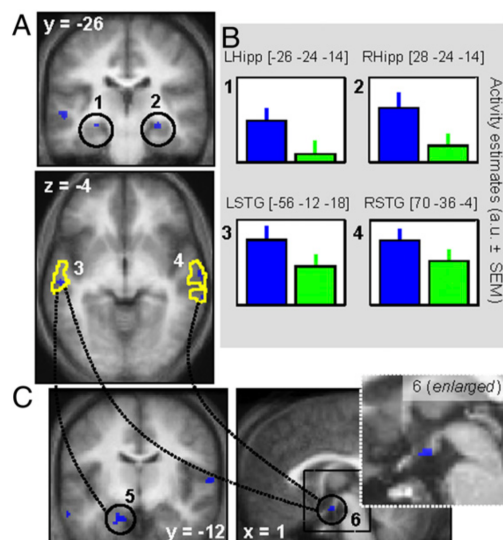 A
y = -26
1
2
z = -4
3
4
B
LHipp [-26 -24 -14]
RHipp [28 -24 -14]
1
2
LSTG [-56 -12 -18]
RSTG [70 -36 -4]
3
4
Activity estimates (a.u. ± SEM)
C
5
y = -12
x = 1
6
6 (enlarged)